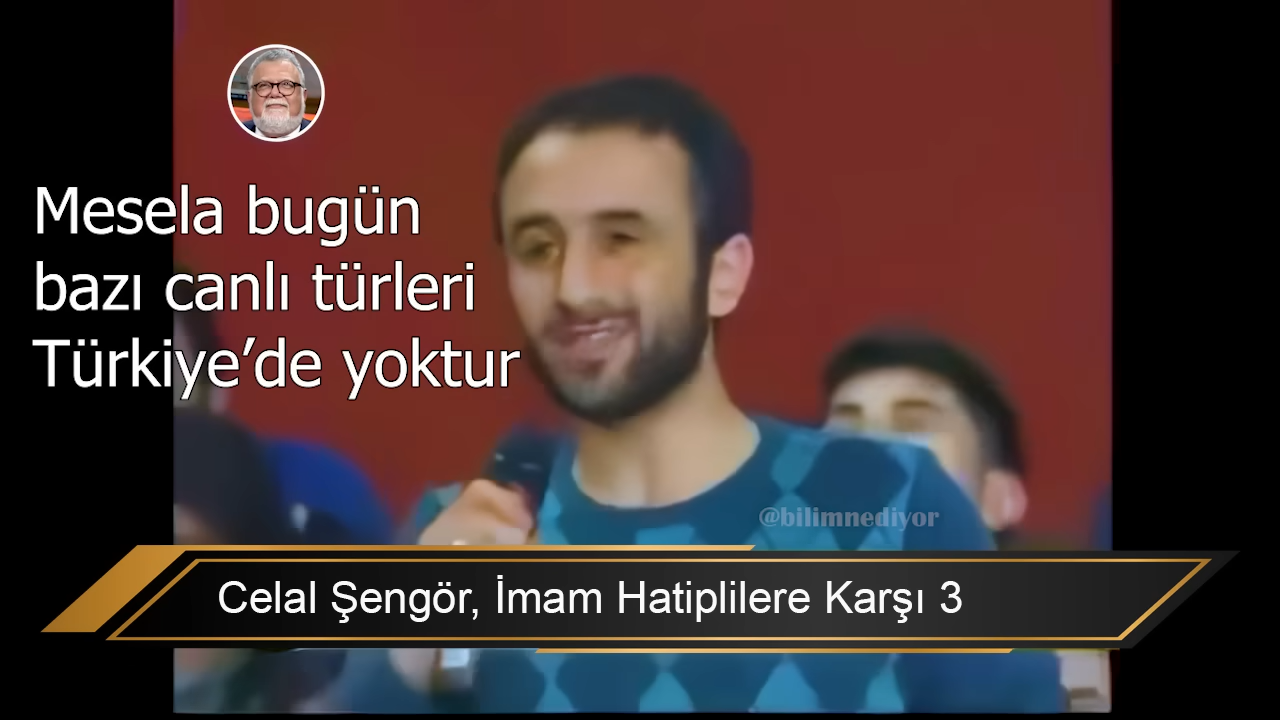 Mesela bugün
bazı canlı türleri
Türkiye’de yoktur
@bilimnediyor
Celal Şengör, İmam Hatiplilere Karşı 3